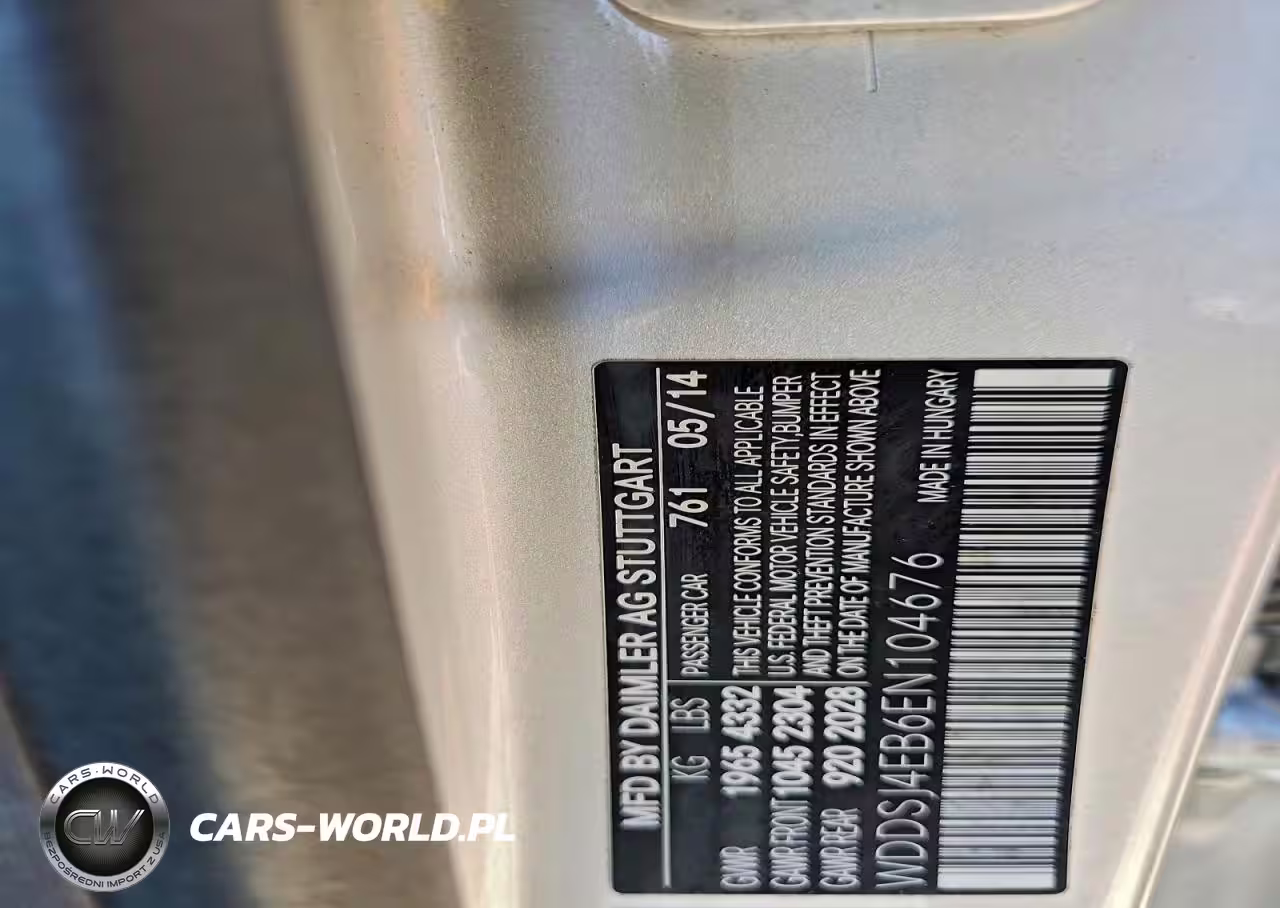 MFD BY DAIMLER AG STUTTGART
KG LBS PASSENGER CAR 761 05/14
GVWR 1965 4332 THIS VEHICLE CONFORMS TO ALL APPLICABLE
GAWR FRONT 1045 2304 U.S. FEDERAL MOTOR VEHICLE SAFETY, BUMPER
AND THEFT PREVENTION STANDARDS IN EFFECT
GAWR REAR 920 2028 ON THE DATE OF MANUFACTURE SHOWN ABOVE
WDDSJ4EB6EN104676 MADE IN HUNGARY
CARS-WORLD
CW
BEZPOŚREDNI IMPORT Z USA
CARS-WORLD.PL